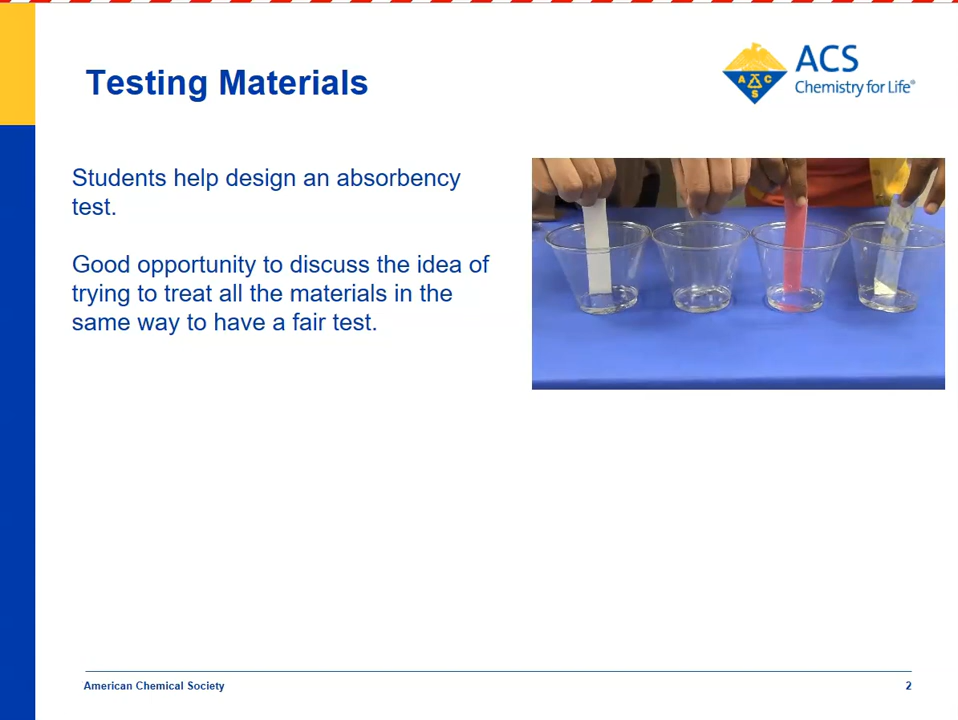 Testing Materials
ACS
Chemistry for Life®
A C S
Students help design an absorbency
test.
Good opportunity to discuss the idea of
trying to treat all the materials in the
same way to have a fair test.
American Chemical Society
2